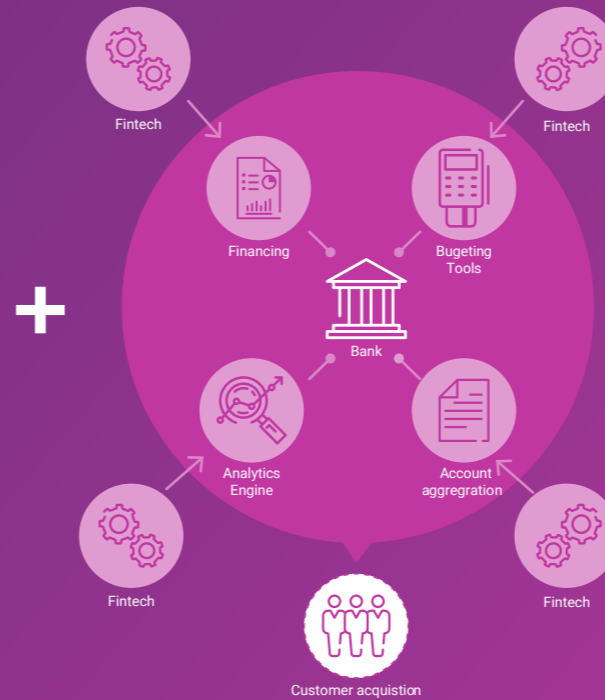 Fintech
Fintech
Financing
Bugeting
Tools
+
Bank
Analytics
Engine
Account
aggregration
Fintech
Fintech
Customer acquistion